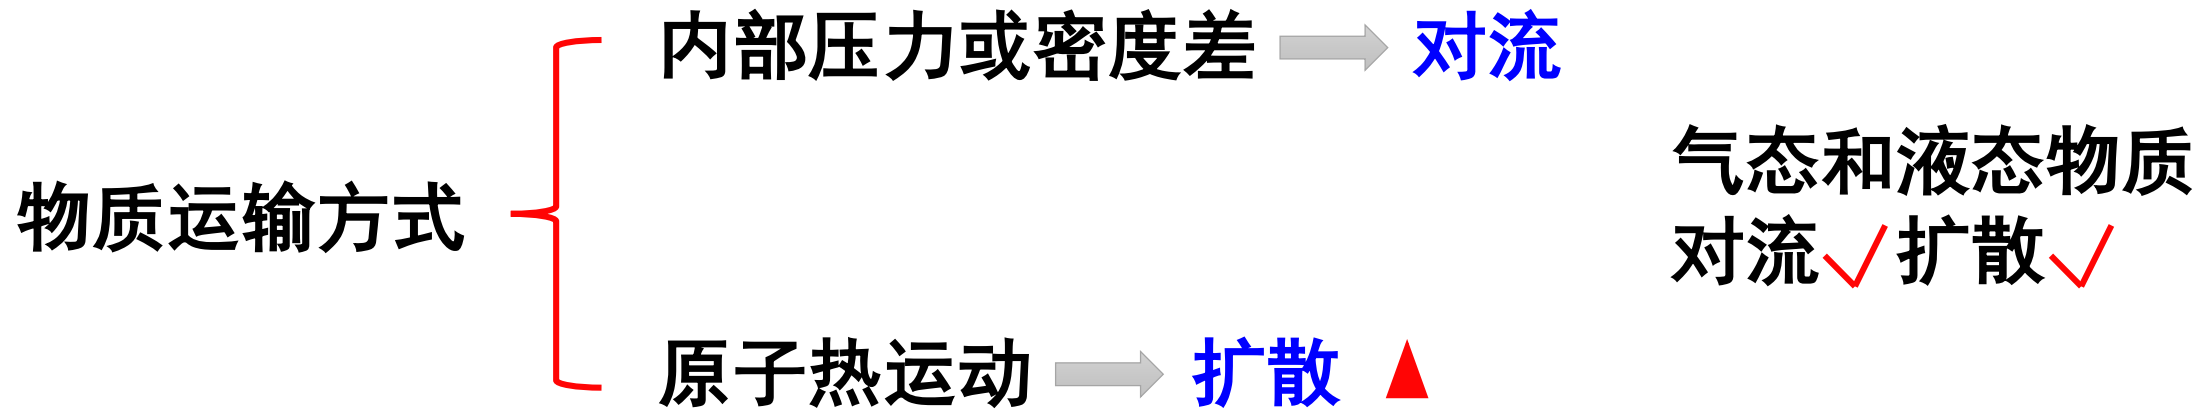 内部压力或密度差 对流
气态和液态物质
对流√扩散√
物质运输方式
原子热运动 扩散